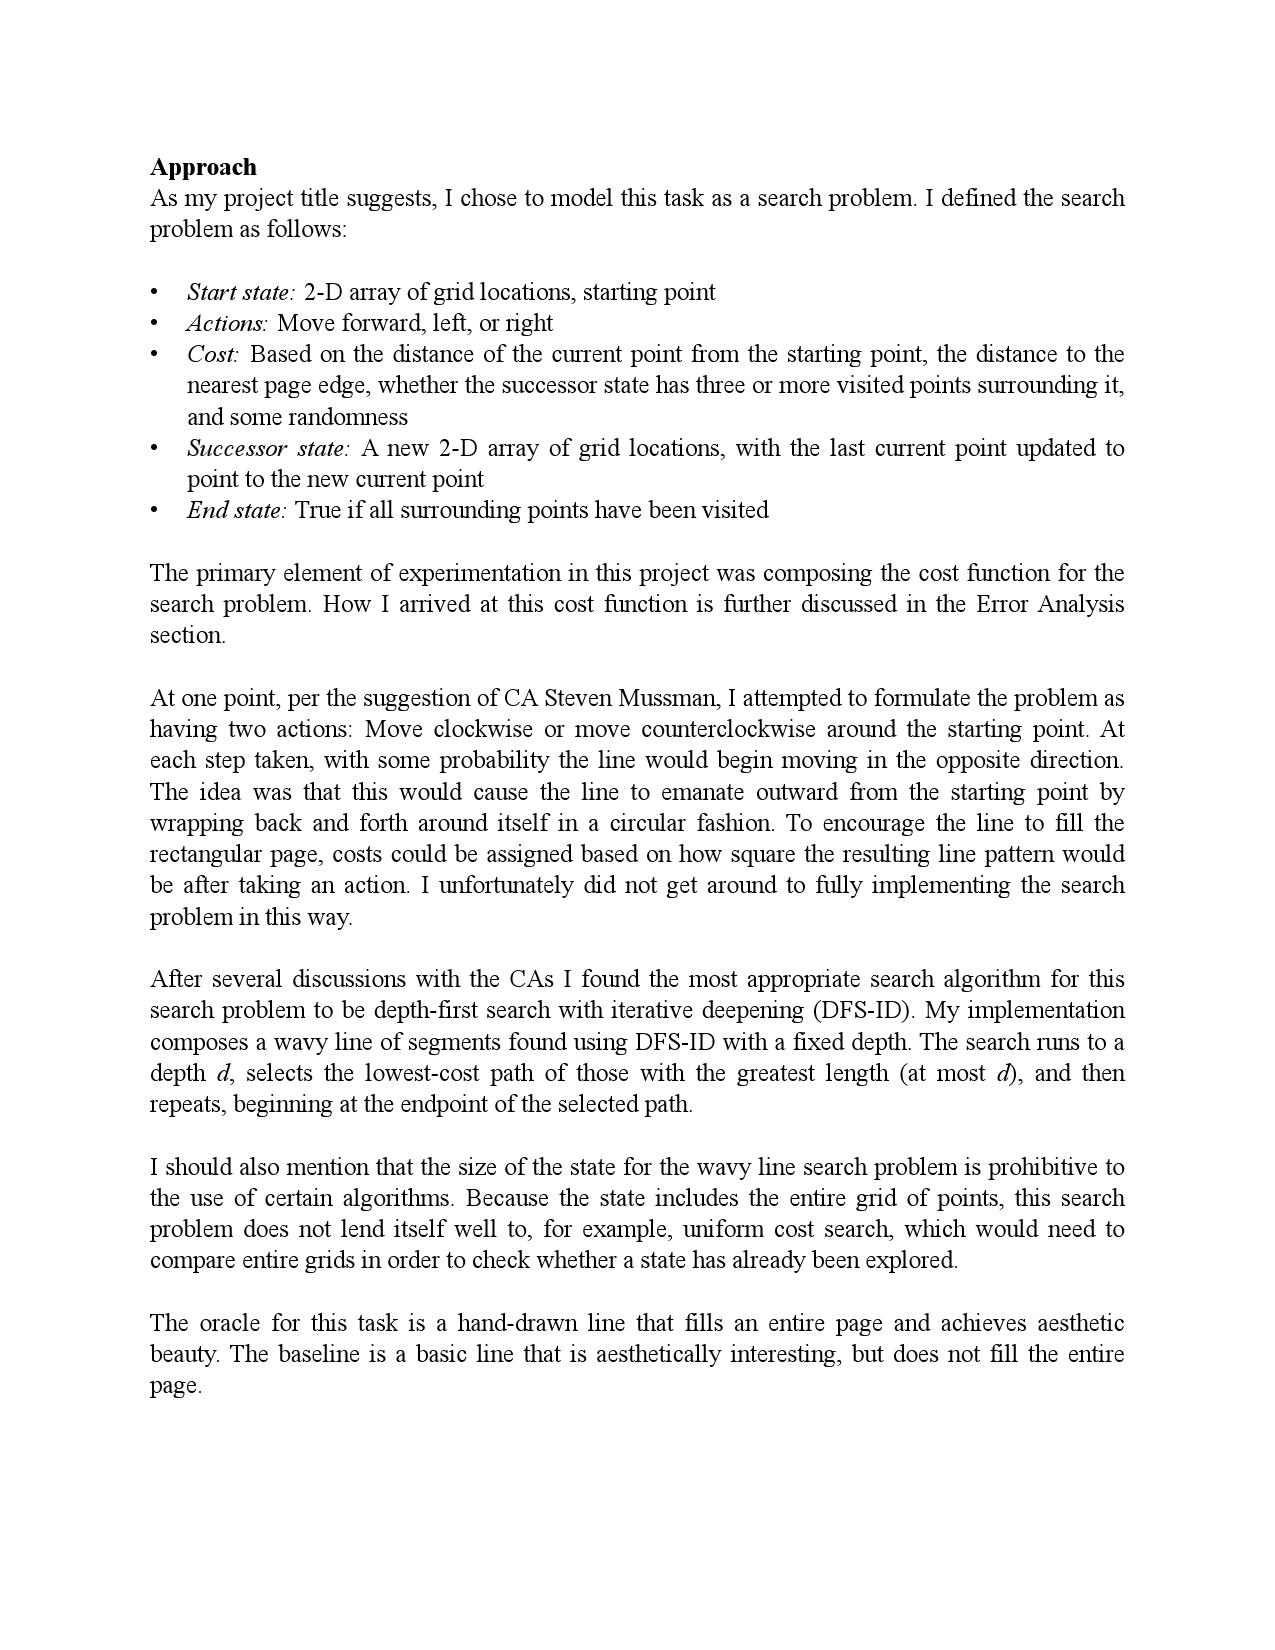 Approach
As my project title suggests, I chose to model this task as a search problem. I defined the search
problem as follows:
• Start state: 2-D array of grid locations, starting point
• Actions: Move forward, left, or right
• Cost: Based on the distance of the current point from the starting point, the distance to the
nearest page edge, whether the successor state has three or more visited points surrounding it,
and some randomness
• Successor state: A new 2-D array of grid locations, with the last current point updated to
point to the new current point
• End state: True if all surrounding points have been visited
The primary element of experimentation in this project was composing the cost function for the
search problem. How I arrived at this cost function is further discussed in the Error Analysis
section.
At one point, per the suggestion of CA Steven Mussman, I attempted to formulate the problem as
having two actions: Move clockwise or move counterclockwise around the starting point. At
each step taken, with some probability the line would begin moving in the opposite direction.
The idea was that this would cause the line to emanate outward from the starting point by
wrapping back and forth around itself in a circular fashion. To encourage the line to fill the
rectangular page, costs could be assigned based on how square the resulting line pattern would
be after taking an action. I unfortunately did not get around to fully implementing the search
problem in this way.
After several discussions with the CAs I found the most appropriate search algorithm for this
search problem to be depth-first search with iterative deepening (DFS-ID). My implementation
composes a wavy line of segments found using DFS-ID with a fixed depth. The search runs to a
depth d, selects the lowest-cost path of those with the greatest length (at most d), and then
repeats, beginning at the endpoint of the selected path.
I should also mention that the size of the state for the wavy line search problem is prohibitive to
the use of certain algorithms. Because the state includes the entire grid of points, this search
problem does not lend itself well to, for example, uniform cost search, which would need to
compare entire grids in order to check whether a state has already been explored.
The oracle for this task is a hand-drawn line that fills an entire page and achieves aesthetic
beauty. The baseline is a basic line that is aesthetically interesting, but does not fill the entire
page.